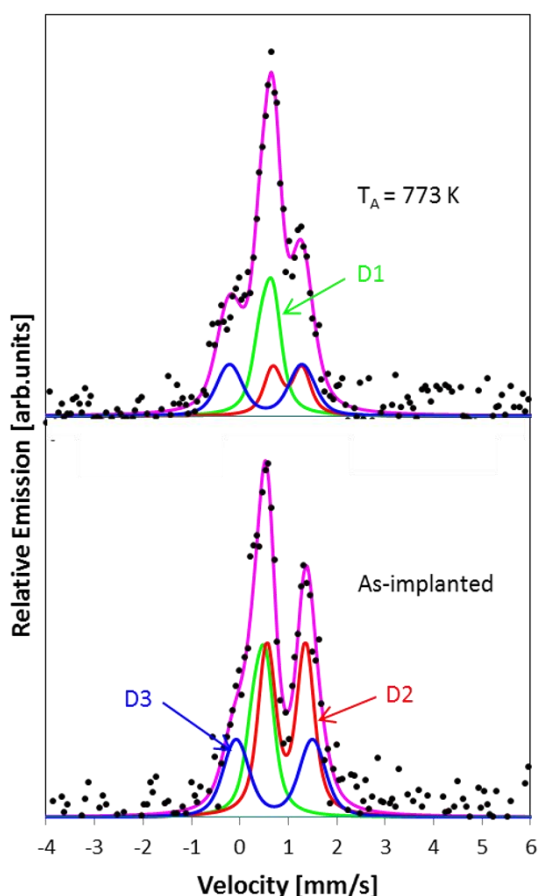 T_A = 773 K
D1
As-implanted
D3
D2
Relative Emission [arb.units]
-4 -3 -2 -1 0 1 2 3 4 5 6
Velocity [mm/s]